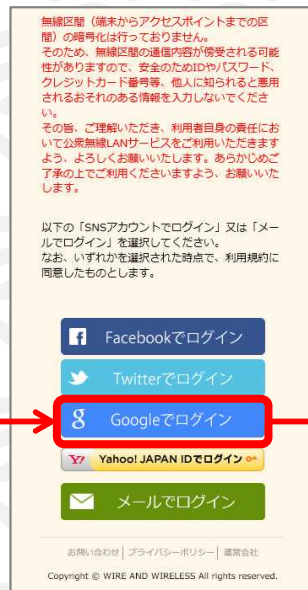 無線区間（端末からアクセスポイントまでの区
間）の暗号化は行っておりません。
そのため、無線区間の通信内容が傍受される可能
性がありますので、安全のためIDやパスワード、
クレジットカード番号等、他人に知られると悪用
されるおそれのある情報を入力しないでくださ
い。
その旨、ご理解いただき、利用者自身の責任にお
いて公衆無線LANサービスをご利用いただきます
よう、よろしくお願いいたします。あらかじめご
了承の上でご利用くださいますよう、お願いいた
します。
以下の「SNSアカウントでログイン」又は「メー
ルでログイン」を選択してください。
なお、いずれかを選択された時点で、利用規約に
同意したものとします。
f Facebookでログイン
Twitterでログイン
g Googleでログイン
Y! Yahoo! JAPAN IDでログイン
メールでログイン
お問い合わせ│プライバシーポリシー│運営会社
Copyright © WIRE AND WIRELESS All rights reserved.